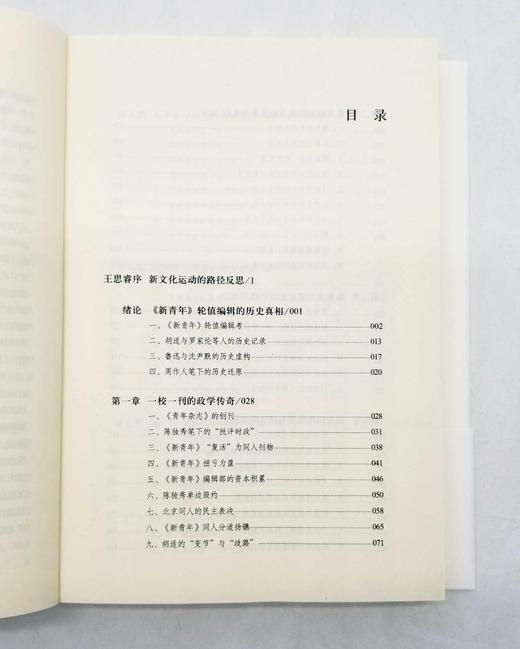 目 录
王思睿序 新文化运动的路径反思/1
绪论 《新青年》轮值编辑的历史真相/001
一、《新青年》轮值编辑考 002
二、胡适与罗家伦等人的历史记录 013
三、鲁迅与沈尹默的历史虚构 017
四、周作人笔下的历史还原 020
第一章 一校一刊的政学传奇/028
一、《青年杂志》的创刊 028
二、陈独秀笔下的“批评时政” 031
三、《新青年》“复活”为同人刊物 038
四、《新青年》扭亏为盈 041
五、《新青年》编辑部的资本积累 046
六、陈独秀单边毁约 050
七、北京同人的民主表决 058
八、《新青年》同人分道扬镳 065
九、胡适的“变节”与“歧路” 071